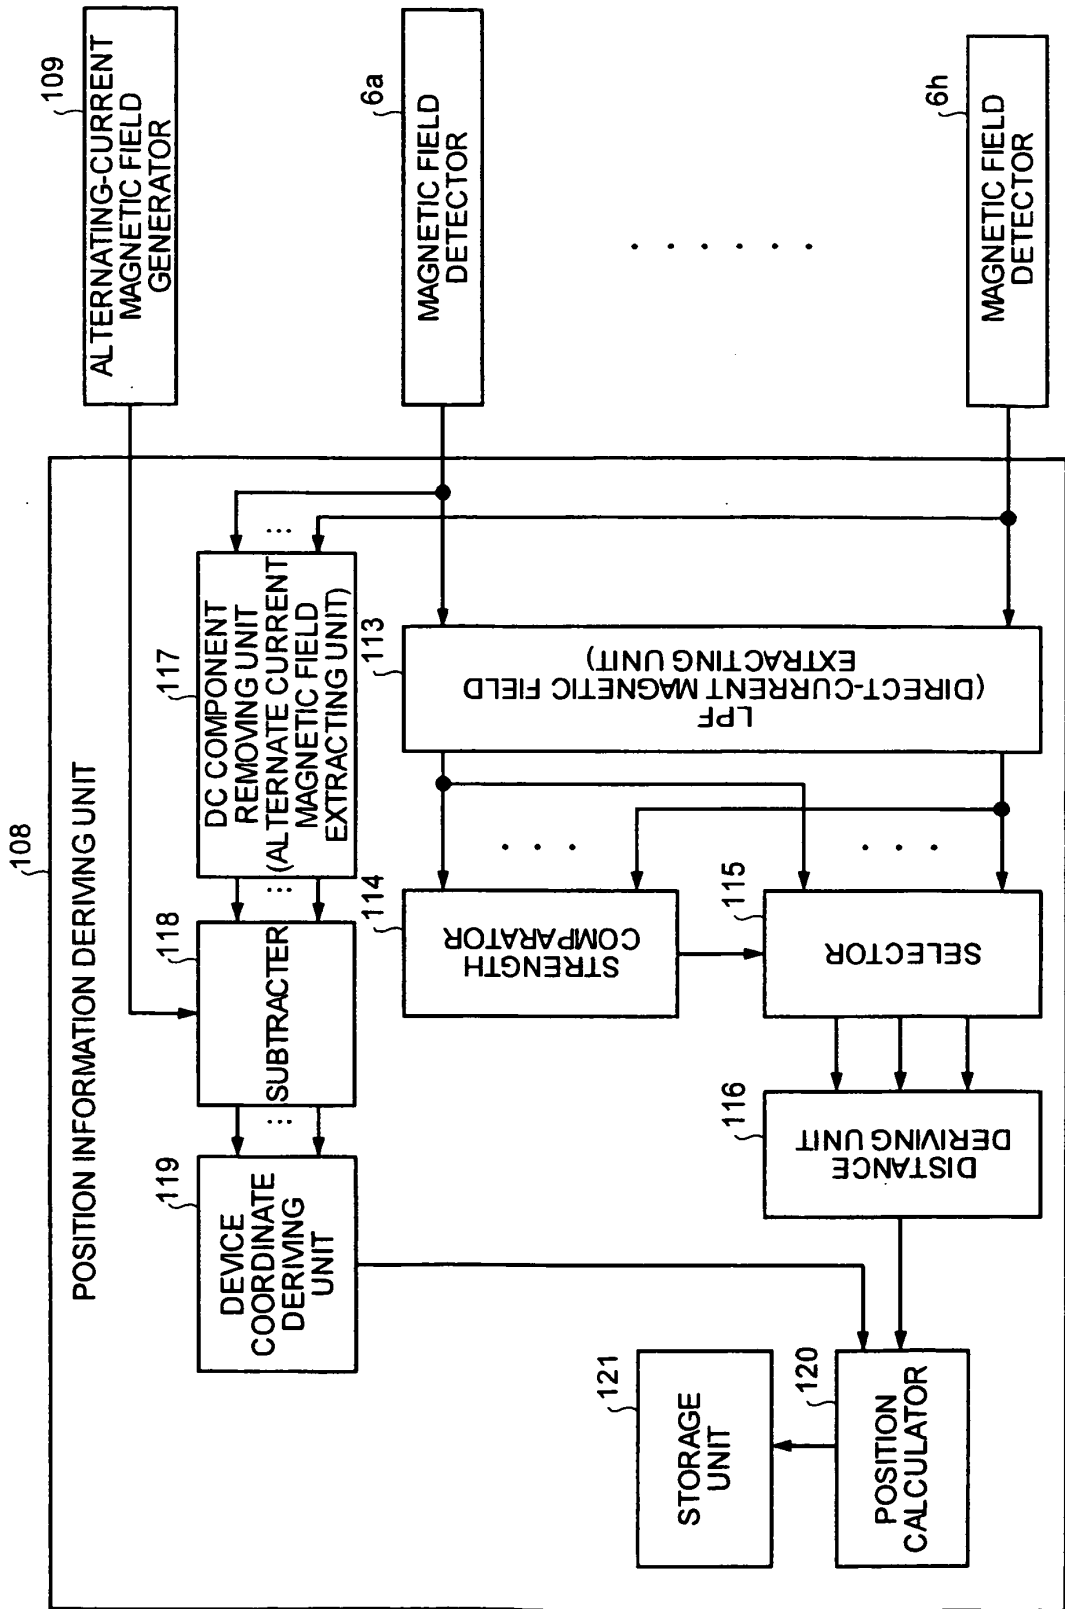 108
POSITION INFORMATION DERIVING UNIT
109
ALTERNATING-CURRENT
MAGNETIC FIELD
GENERATOR
119
DEVICE
COORDINATE
DERIVING
UNIT
118
SUBTRACTER
117
DC COMPONENT
REMOVING UNIT
(ALTERNATE CURRENT
MAGNETIC FIELD
EXTRACTING UNIT)
6a
MAGNETIC FIELD
DETECTOR
114
STRENGTH
COMPARATOR
113
LPF
(DIRECT-CURRENT MAGNETIC FIELD
EXTRACTING UNIT)
121
STORAGE
UNIT
120
POSITION
CALCULATOR
116
DISTANCE
DERIVING UNIT
115
SELECTOR
6h
MAGNETIC FIELD
DETECTOR